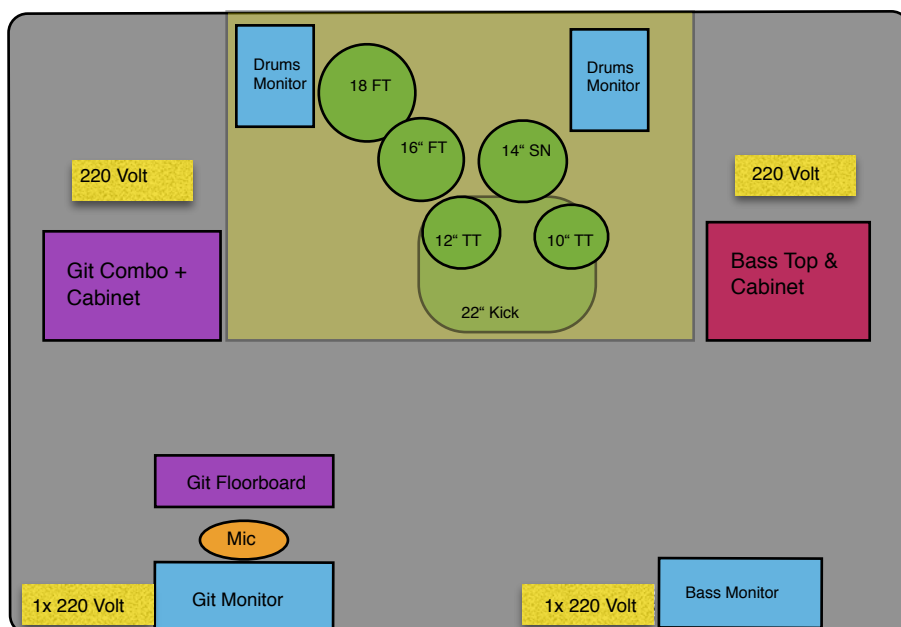 Drums
Monitor
18 FT
Drums
Monitor
16“ FT
14“ SN
220 Volt
220 Volt
12“ TT
10“ TT
Git Combo +
Cabinet
Bass Top &
Cabinet
22“ Kick
Git Floorboard
Mic
1x 220 Volt
Git Monitor
1x 220 Volt
Bass Monitor